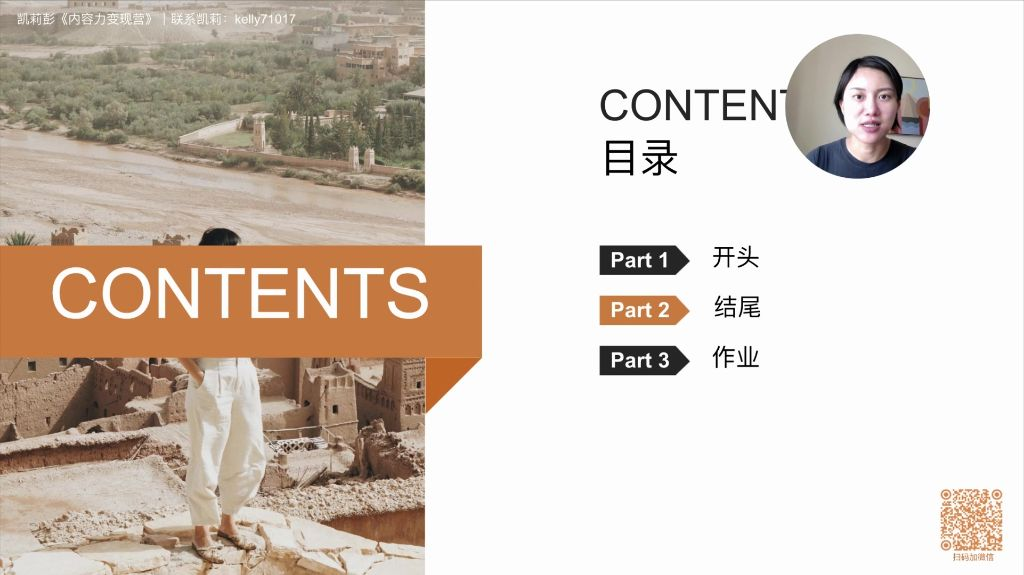 凯莉彭《内容力变现营》｜联系凯莉：kelly71017
CONTENT
目录
CONTENTS
Part 1 开头
Part 2 结尾
Part 3 作业
扫码加微信